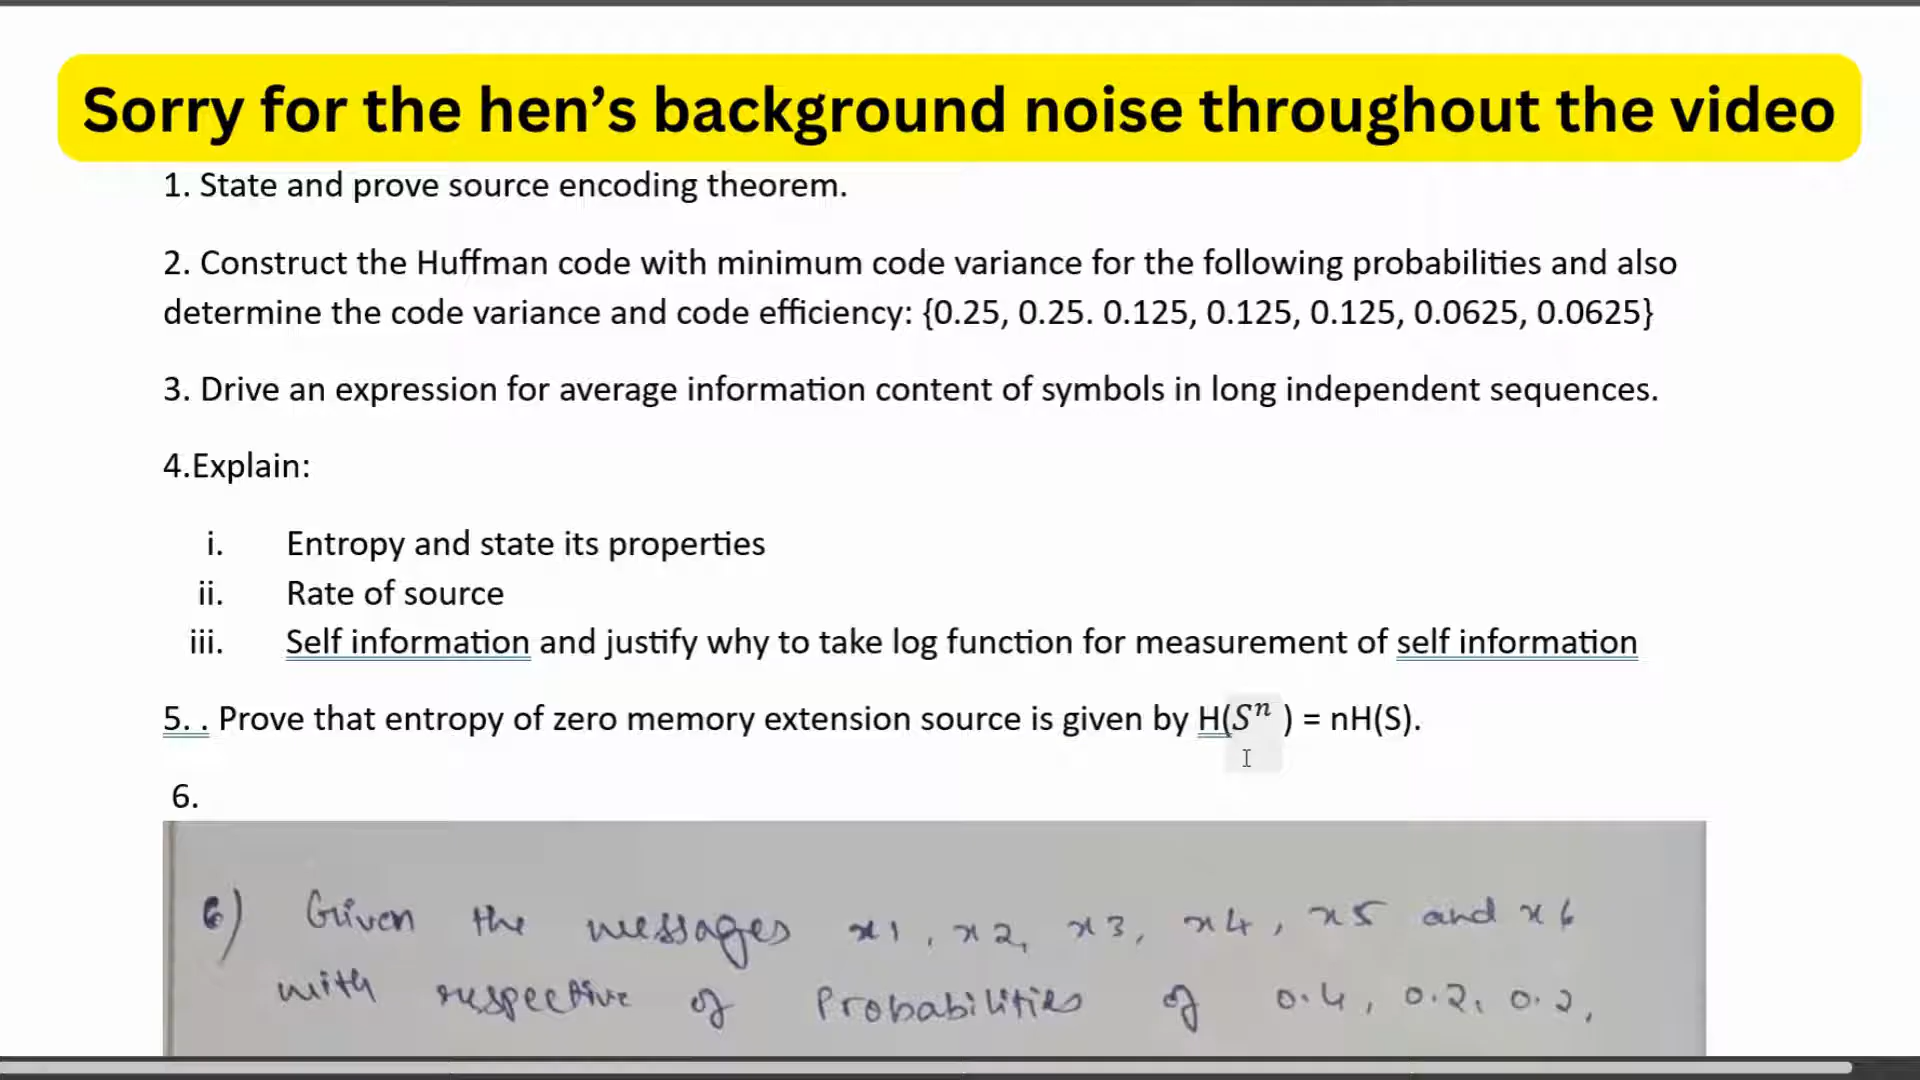 Sorry for the hen’s background noise throughout the video
1. State and prove source encoding theorem.
2. Construct the Huffman code with minimum code variance for the following probabilities and also
determine the code variance and code efficiency: {0.25, 0.25. 0.125, 0.125, 0.125, 0.0625, 0.0625}
3. Drive an expression for average information content of symbols in long independent sequences.
4.Explain:
i. Entropy and state its properties
ii. Rate of source
iii. Self information and justify why to take log function for measurement of self information
5. . Prove that entropy of zero memory extension source is given by H(Sⁿ ) = nH(S).
6.
6) Given the messages x1, x2, x3, x4, x5 and x6
with respective of Probabilities of 0.4, 0.2, 0.2,